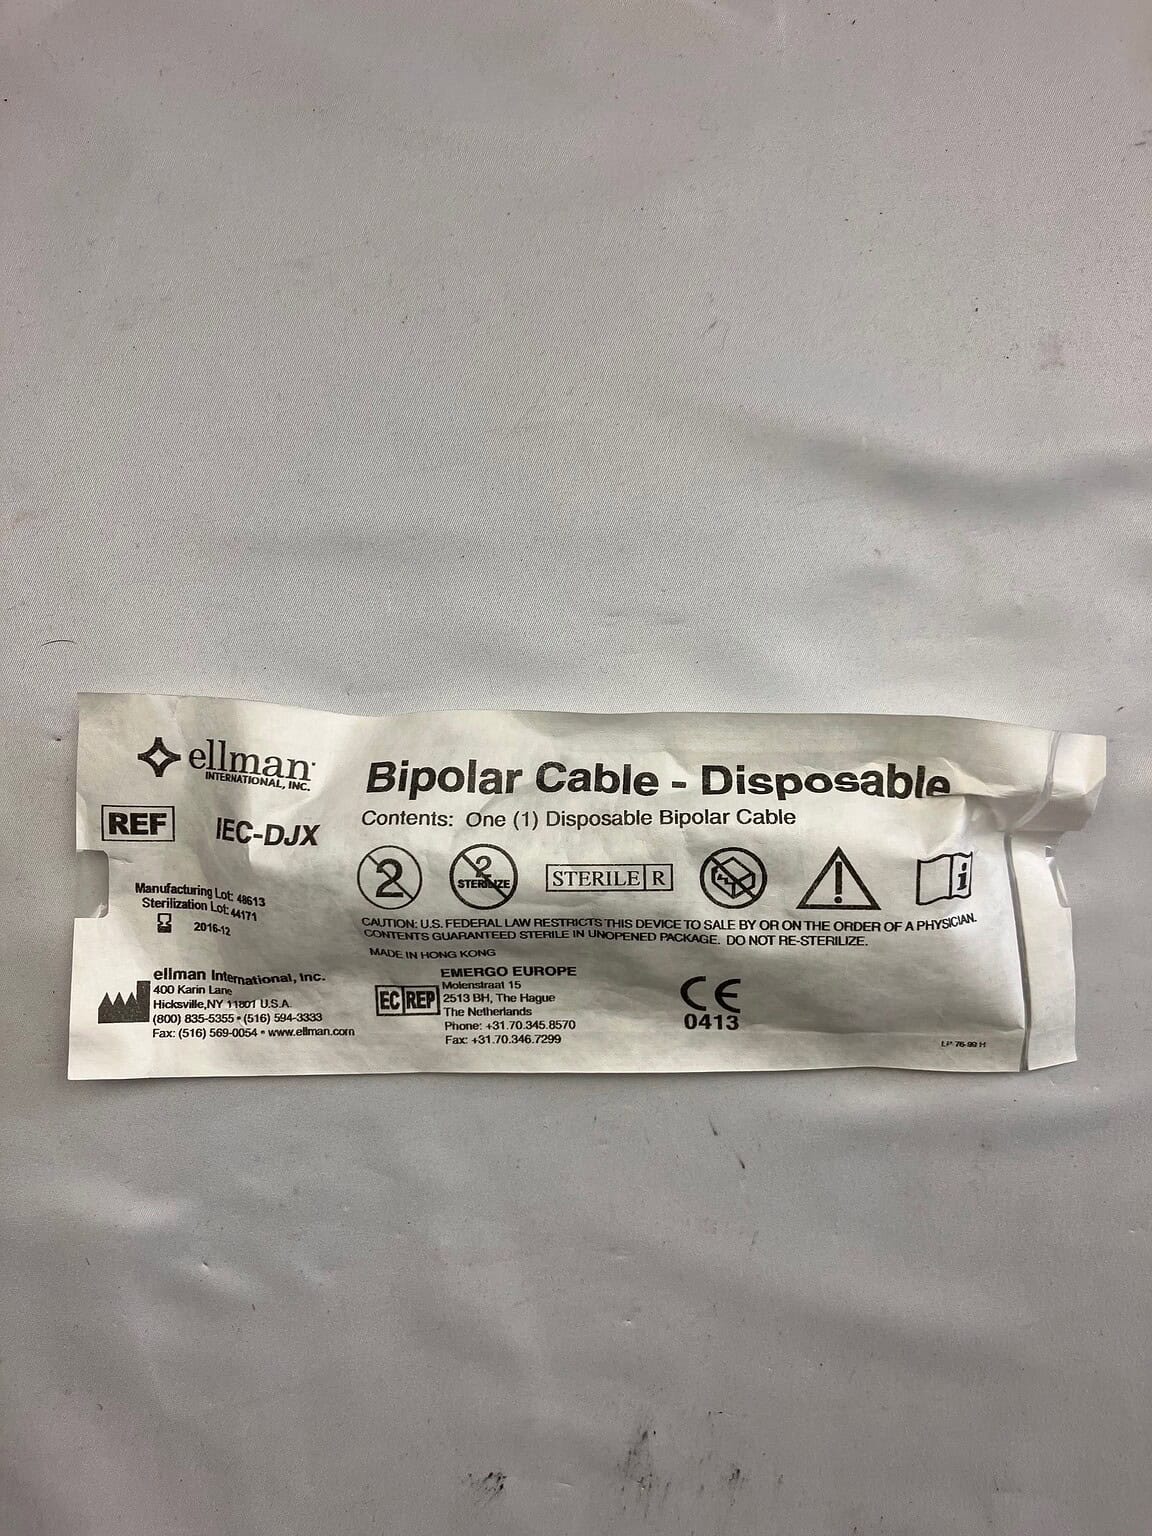 ellman
INTERNATIONAL, INC.
REF IEC-DJX
Manufacturing Lot: 48613
Sterilization Lot: 44171
2016-12
ellman International, Inc.
400 Karin Lane
Hicksville, NY 11801 U.S.A.
(800) 835-5355 • (516) 594-3333
Fax: (516) 569-0054 • www.ellman.com
Bipolar Cable - Disposable
Contents: One (1) Disposable Bipolar Cable
2
2 STERILIZE
STERILE R
CAUTION: U.S. FEDERAL LAW RESTRICTS THIS DEVICE TO SALE BY OR ON THE ORDER OF A PHYSICIAN.
CONTENTS GUARANTEED STERILE IN UNOPENED PACKAGE. DO NOT RE-STERILIZE.
MADE IN HONG KONG
EC REP
EMERGO EUROPE
Molenstraat 15
2513 BH, The Hague
The Netherlands
Phone: +31.70.345.8570
Fax: +31.70.346.7299
CE
0413
LP 76-99 H